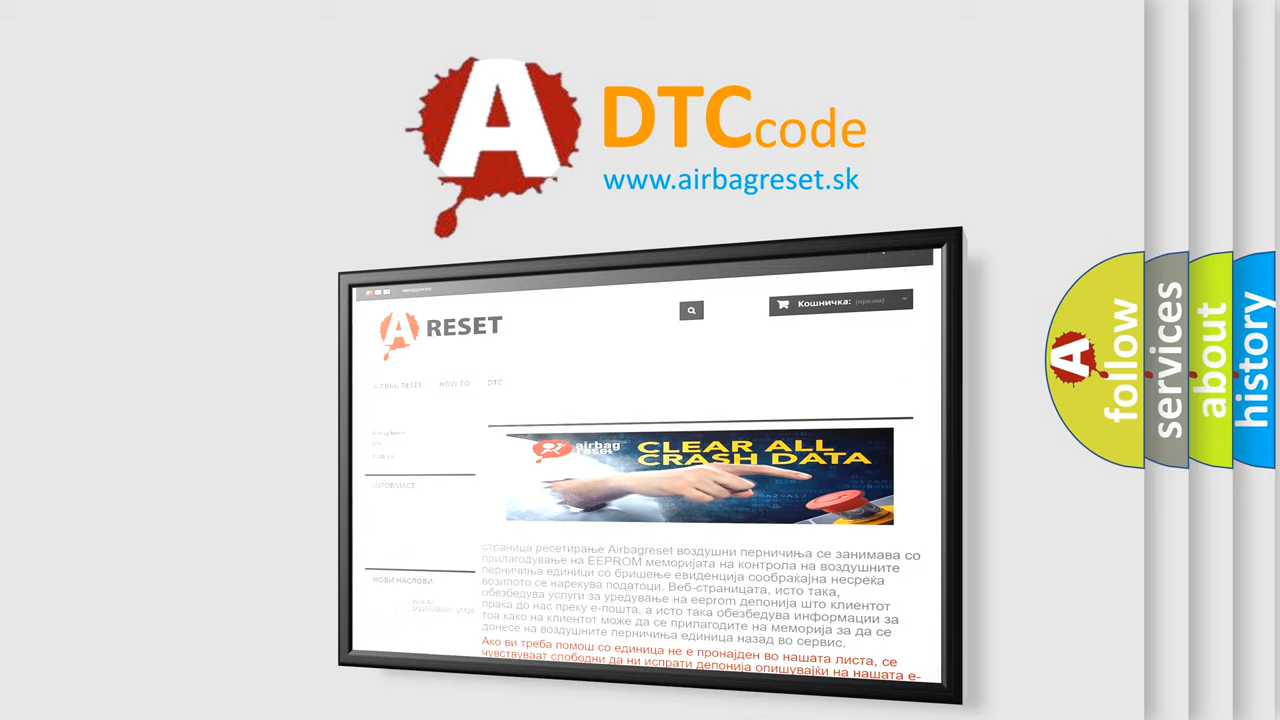 A
DTCcode
www.airbagreset.sk
A RESET
Кошничка: (празна)
AIRBAG RESET HOW TO DTC
INFORMACE
airbag reset
CLEAR ALL
CRASH DATA
страница ресетирање Airbagreset воздушни перничиња се занимава со
прилагодување на EEPROM меморијата на контрола на воздушните
перничиња единици со бришење евиденција сообраќајна несреќа
возилото се нарекува податоци. Веб-страницата, исто така,
обезбедува услуги за уредување на eeprom депонија што клиентот
праќа до нас преку е-пошта, а исто така обезбедува информации за
тоа како на клиентот може да се прилагодите на меморија за да се
донесе на воздушните перничиња единица назад во сервис.
Ако ви треба помош со единица не е пронајден во нашата листа, се
чувствуваат слободни да ни испрати депонија опишувајќи на нашата е-
НОВИ НАСЛОВИ
A follow
services
about
history